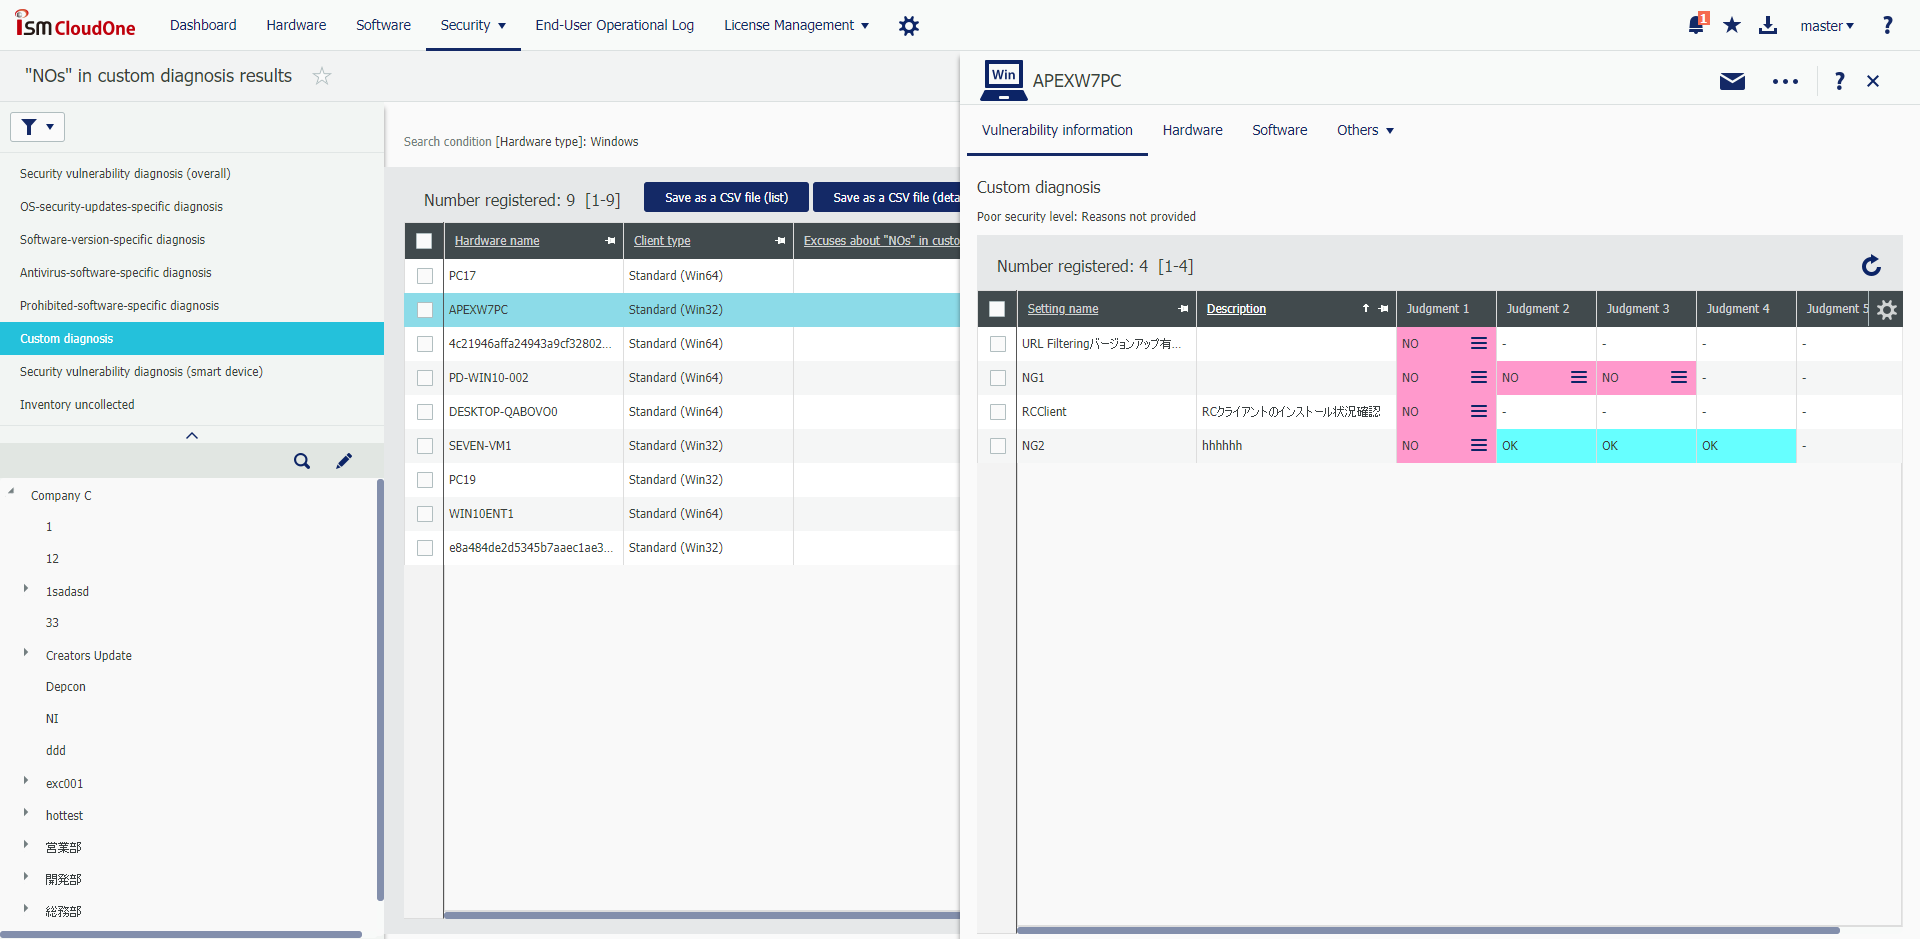 ISM CloudOne Dashboard Hardware Software Security End-User Operational Log License Management 1 master ?
"NOs" in custom diagnosis results
Security vulnerability diagnosis (overall)
OS-security-updates-specific diagnosis
Software-version-specific diagnosis
Antivirus-software-specific diagnosis
Prohibited-software-specific diagnosis
Custom diagnosis
Security vulnerability diagnosis (smart device)
Inventory uncollected
Company C
1
12
1sadasd
33
Creators Update
Depcon
NI
ddd
exc001
hottest
営業部
開発部
総務部
Search condition [Hardware type]: Windows
Number registered: 9 [1-9] Save as a CSV file (list) Save as a CSV file (deta
Hardware name Client type Excuses about "NOs" in custo
PC17 Standard (Win64)
APEXW7PC Standard (Win32)
4c21946affa24943a9cf32802... Standard (Win64)
PD-WIN10-002 Standard (Win64)
DESKTOP-QABOVO0 Standard (Win64)
SEVEN-VM1 Standard (Win32)
PC19 Standard (Win32)
WIN10ENT1 Standard (Win64)
e8a484de2d5345b7aaec1ae3... Standard (Win32)
Win APEXW7PC ... ? ×
Vulnerability information Hardware Software Others
Custom diagnosis
Poor security level: Reasons not provided
Number registered: 4 [1-4]
Setting name Description Judgment 1 Judgment 2 Judgment 3 Judgment 4 Judgment 5
URL Filteringバージョンアップ有... NO - - - -
NG1 NO NO NO - -
RCClient RCクライアントのインストール状況確認 NO - - - -
NG2 hhhhhh NO OK OK OK -